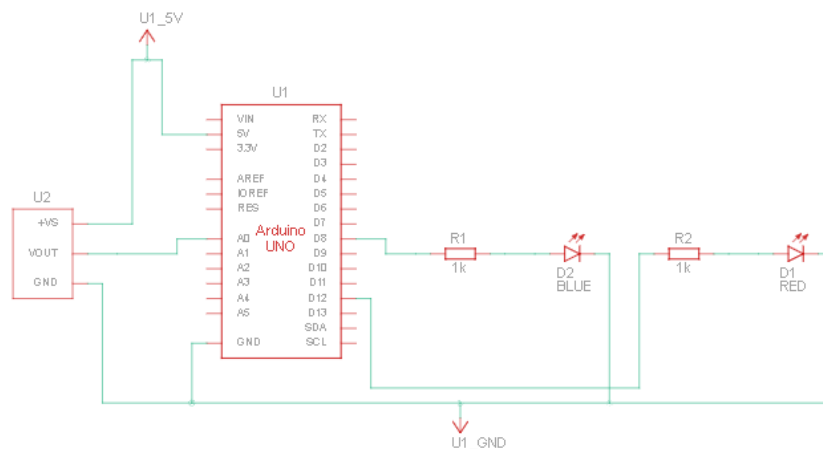 U1_5V
U1
VIN
5V
3.3V
AREF
IOREF
RES
A0
A1
A2
A3
A4
A5
GND
Arduino
UNO
RX
TX
D2
D3
D4
D5
D6
D7
D8
D9
D10
D11
D12
D13
SDA
SCL
U2
+VS
VOUT
GND
R1
1k
D2
BLUE
R2
1k
D1
RED
U1_GND